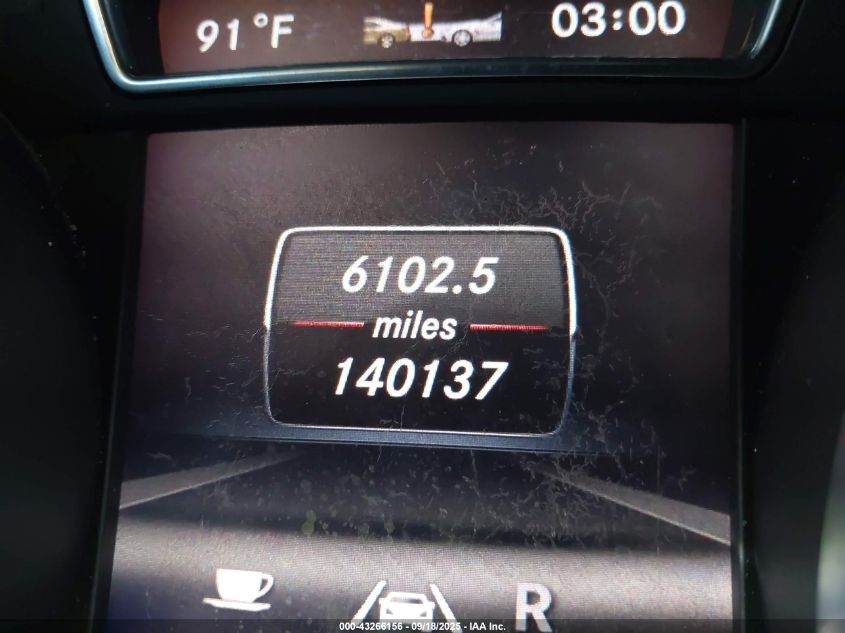 91°F 03:00
6102.5
miles
140137
R
000-43266156 - 09/18/2025 - IAA Inc.